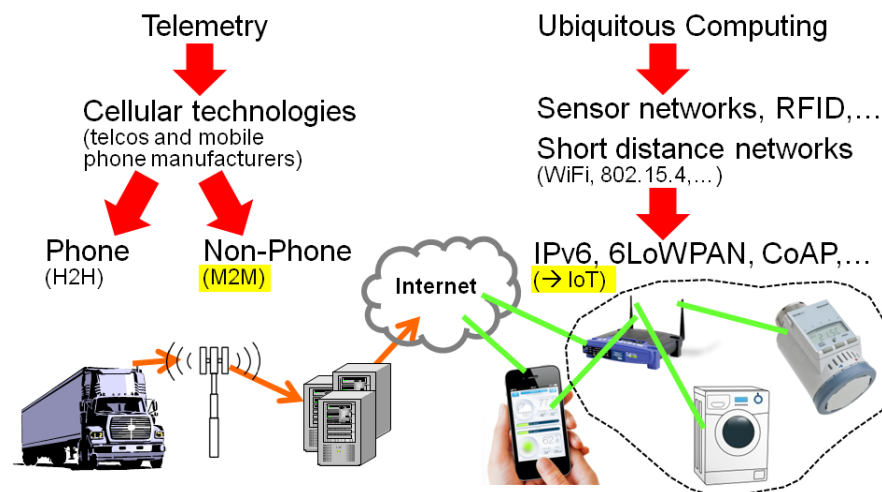 Telemetry
Cellular technologies
(telcos and mobile
phone manufacturers)
Phone
(H2H)
Non-Phone
(M2M)
Internet
Ubiquitous Computing
Sensor networks, RFID,...
Short distance networks
(WiFi, 802.15.4,...)
IPv6, 6LoWPAN, CoAP,...
(→ IoT)